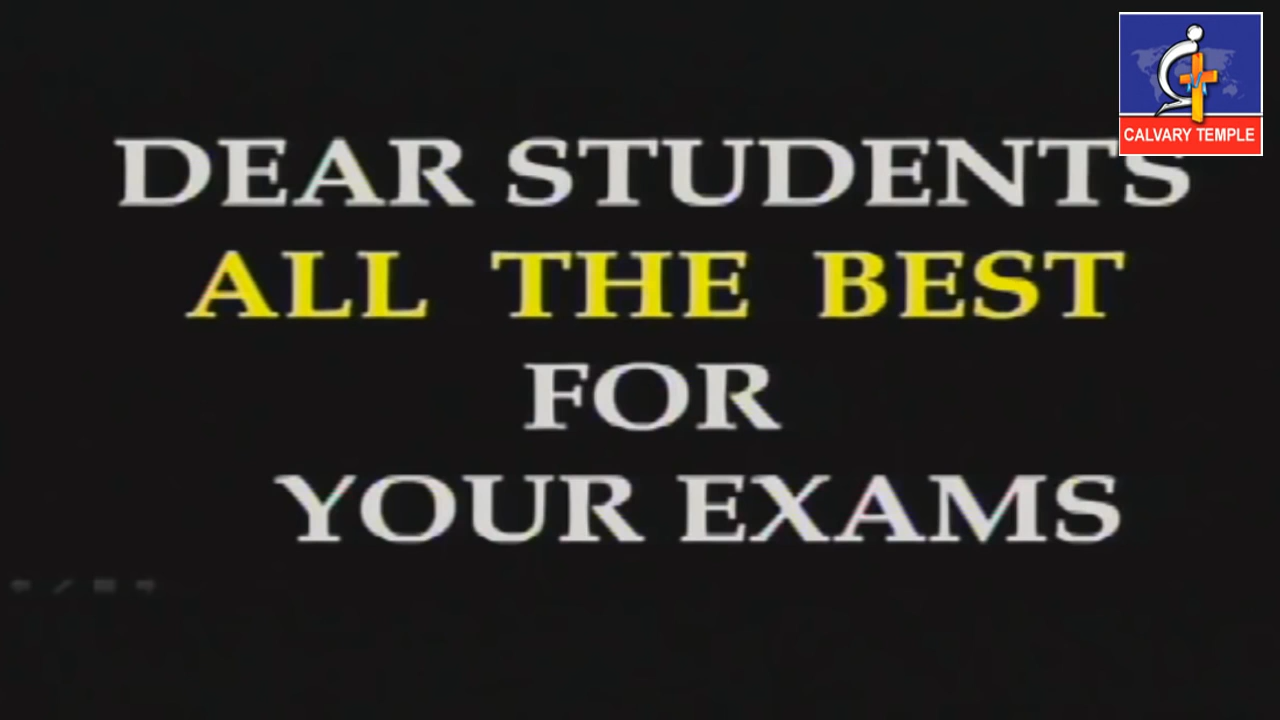 CALVARY TEMPLE
DEAR STUDENTS
ALL THE BEST
FOR
YOUR EXAMS